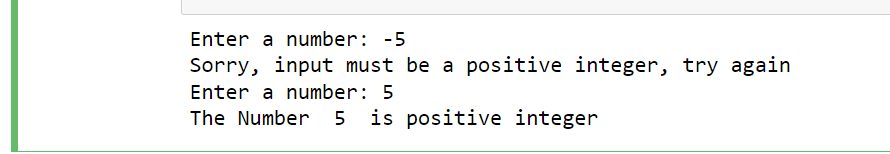 Enter a number: -5
Sorry, input must be a positive integer, try again
Enter a number: 5
The Number  5  is positive integer